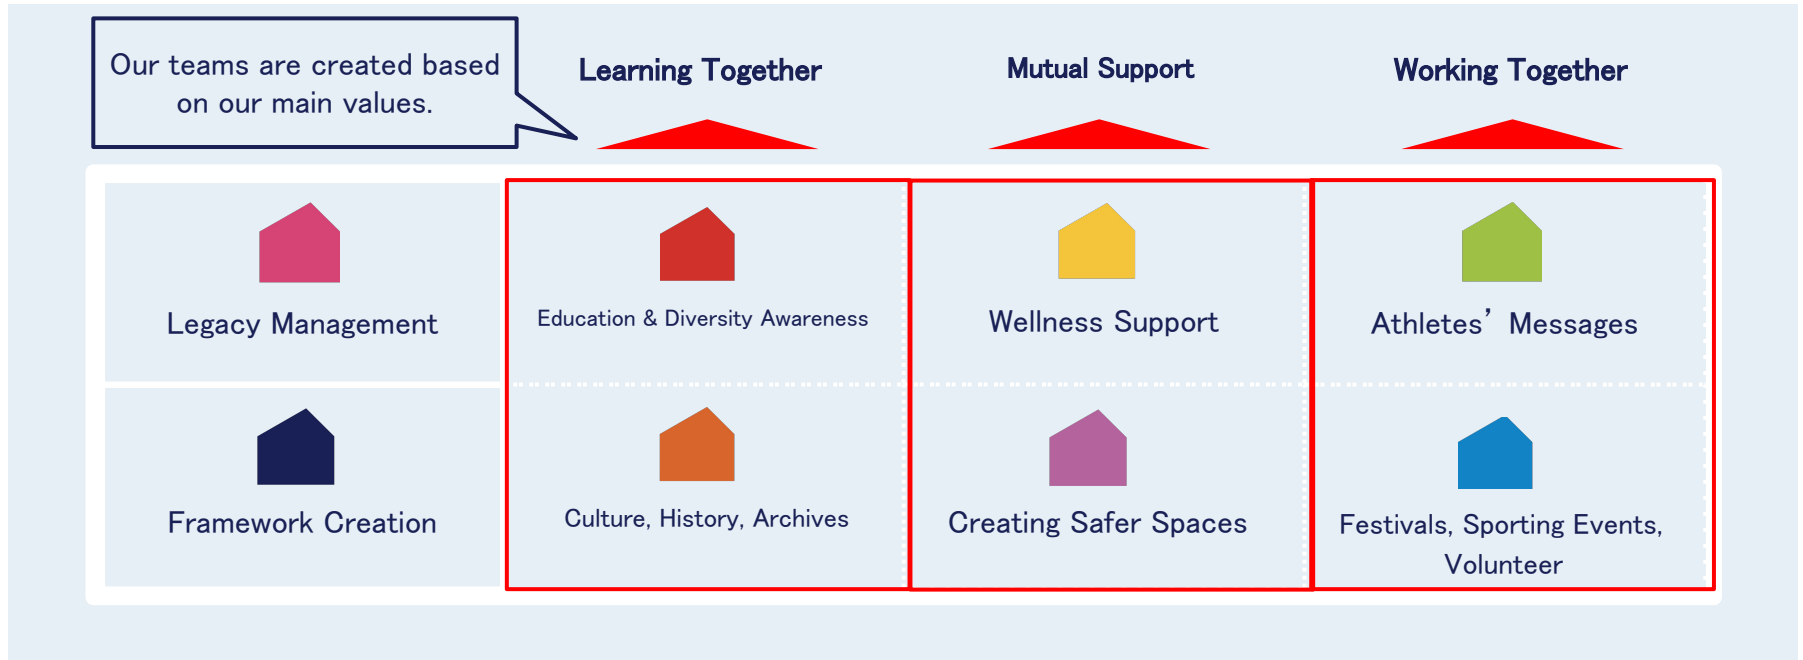 Our teams are created based
on our main values.
Learning Together
Mutual Support
Working Together
Legacy Management
Education & Diversity Awareness
Wellness Support
Athletes’ Messages
Framework Creation
Culture, History, Archives
Creating Safer Spaces
Festivals, Sporting Events,
Volunteer